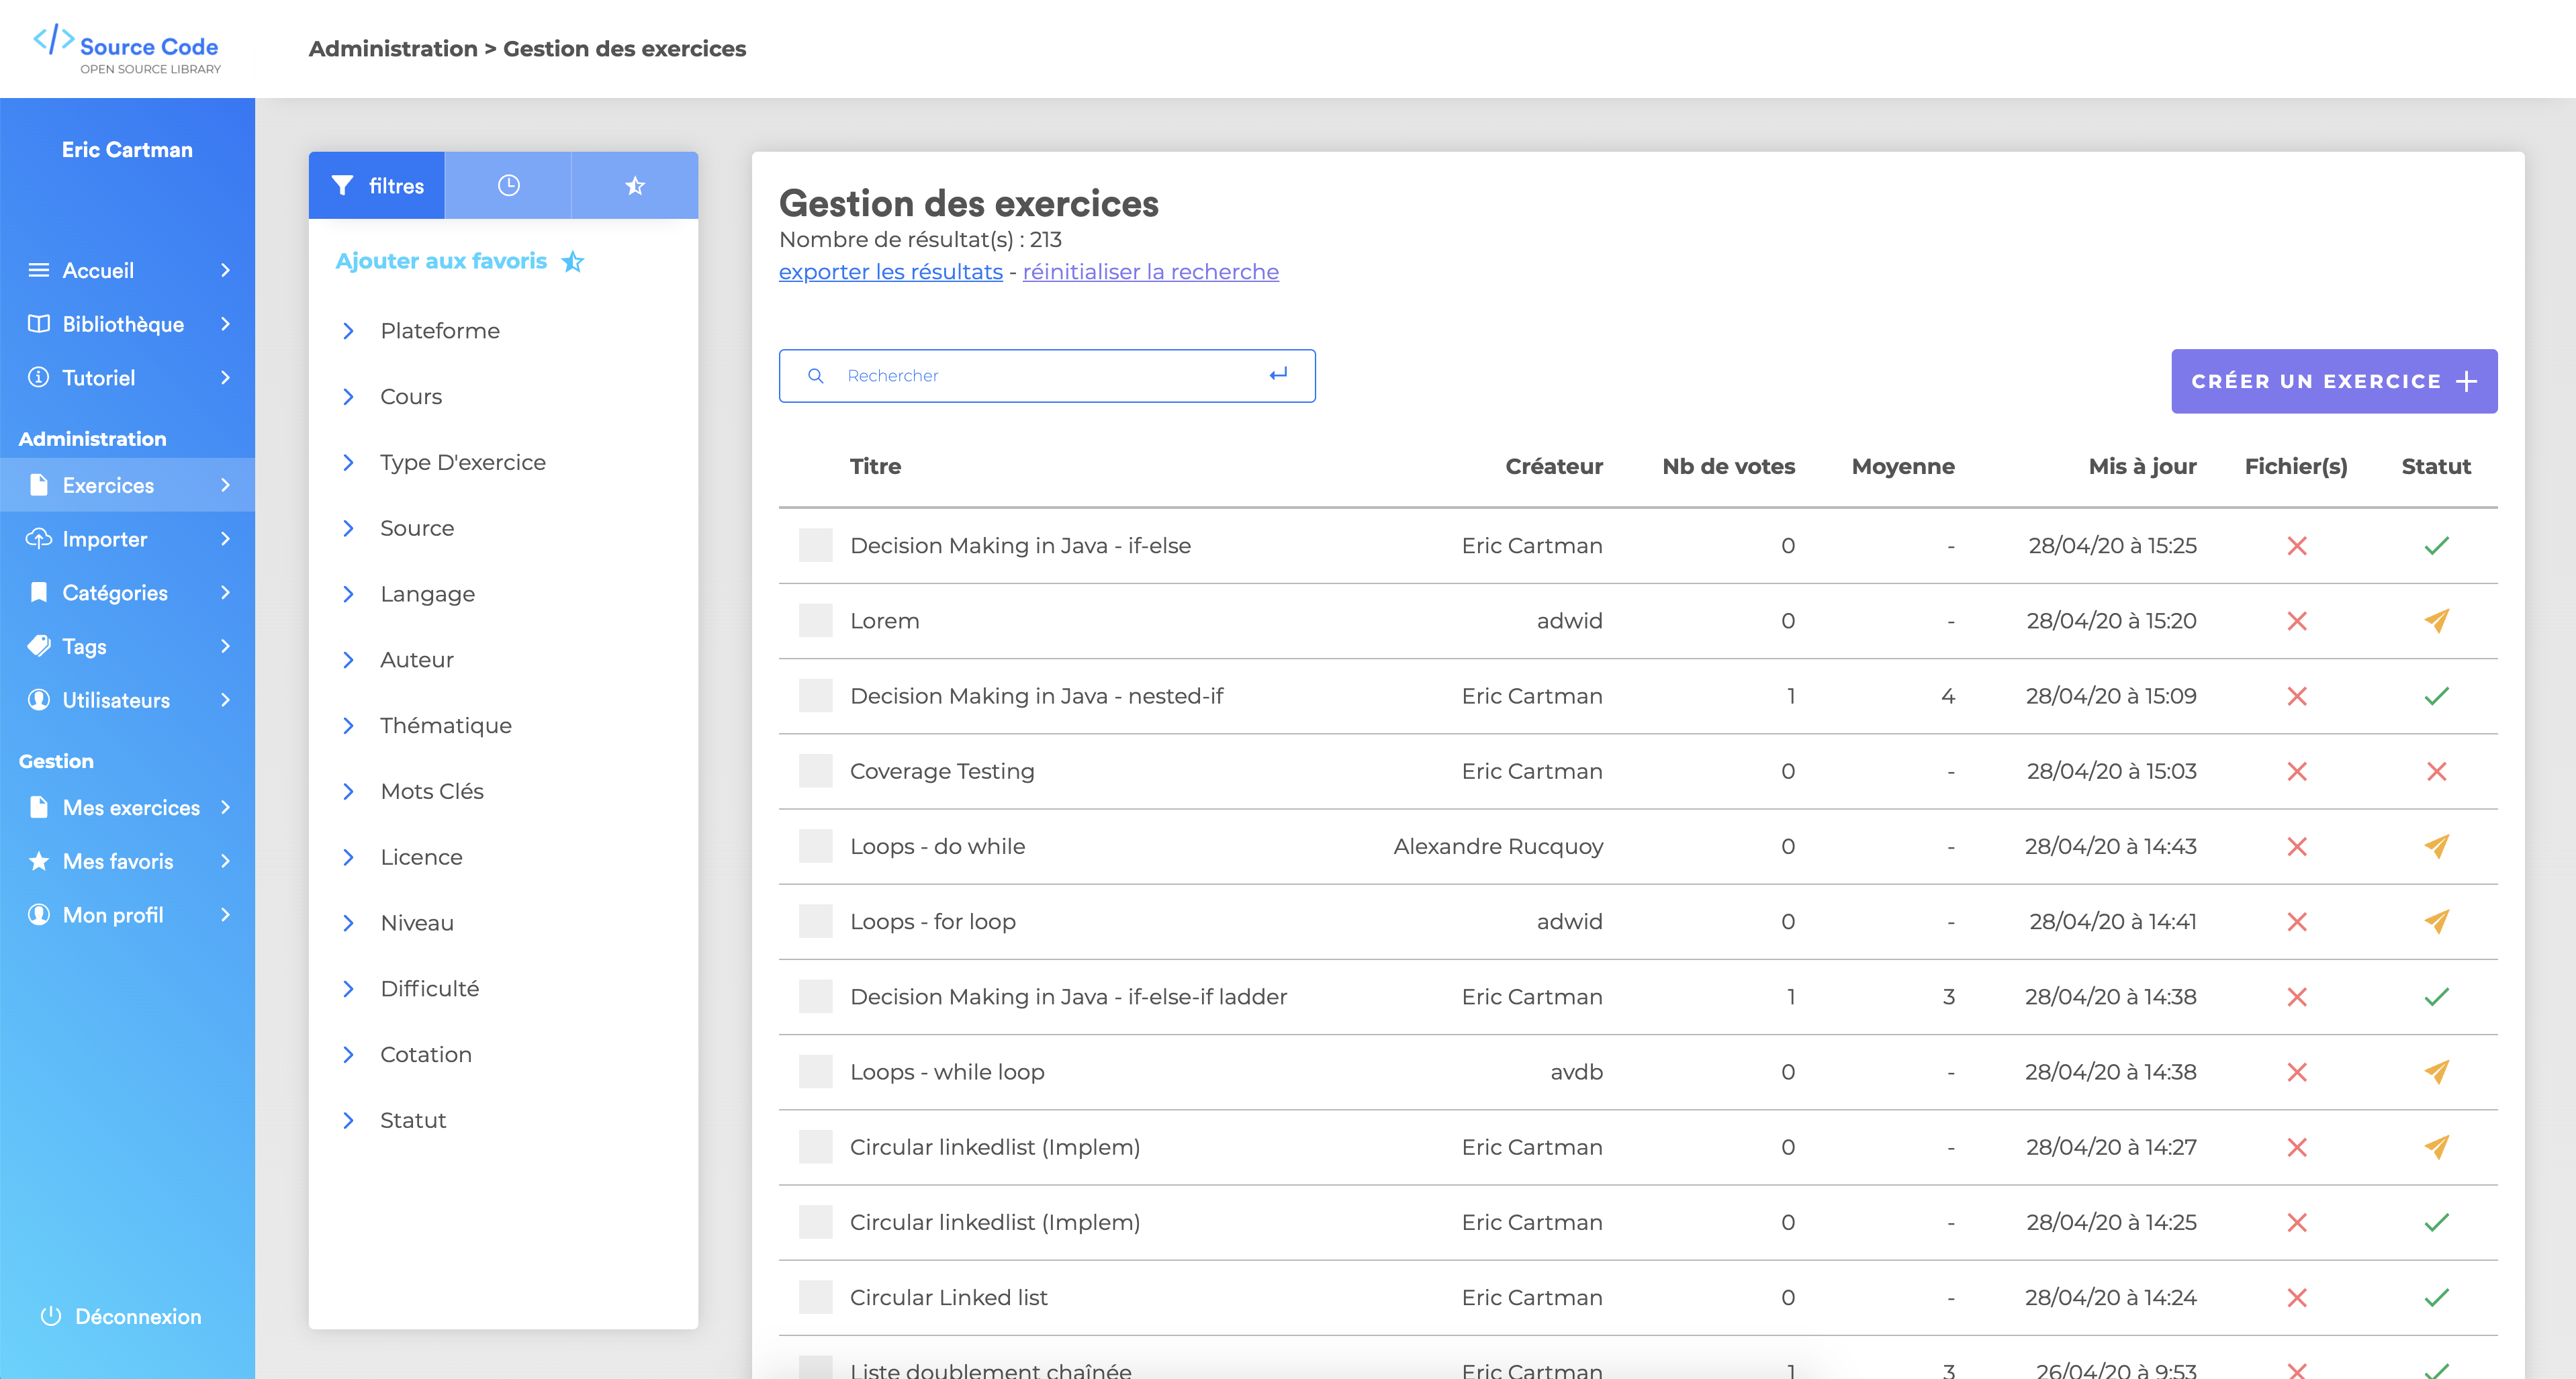 Source Code
OPEN SOURCE LIBRARY
Administration > Gestion des exercices
Eric Cartman
Accueil
Bibliothèque
Tutoriel
Administration
Exercices
Importer
Catégories
Tags
Utilisateurs
Gestion
Mes exercices
Mes favoris
Mon profil
Déconnexion
filtres
Ajouter aux favoris
Plateforme
Cours
Type D'exercice
Source
Langage
Auteur
Thématique
Mots Clés
Licence
Niveau
Difficulté
Cotation
Statut
Gestion des exercices
Nombre de résultat(s) : 213
exporter les résultats - réinitialiser la recherche
Rechercher
CRÉER UN EXERCICE
Titre Créateur Nb de votes Moyenne Mis à jour Fichier(s) Statut
Decision Making in Java - if-else Eric Cartman 0 - 28/04/20 à 15:25
Lorem adwid 0 - 28/04/20 à 15:20
Decision Making in Java - nested-if Eric Cartman 1 4 28/04/20 à 15:09
Coverage Testing Eric Cartman 0 - 28/04/20 à 15:03
Loops - do while Alexandre Rucquoy 0 - 28/04/20 à 14:43
Loops - for loop adwid 0 - 28/04/20 à 14:41
Decision Making in Java - if-else-if ladder Eric Cartman 1 3 28/04/20 à 14:38
Loops - while loop avdb 0 - 28/04/20 à 14:38
Circular linkedlist (Implem) Eric Cartman 0 - 28/04/20 à 14:27
Circular linkedlist (Implem) Eric Cartman 0 - 28/04/20 à 14:25
Circular Linked list Eric Cartman 0 - 28/04/20 à 14:24
Liste doublement chaînée Eric Cartman 1 3 26/04/20 à 9:53